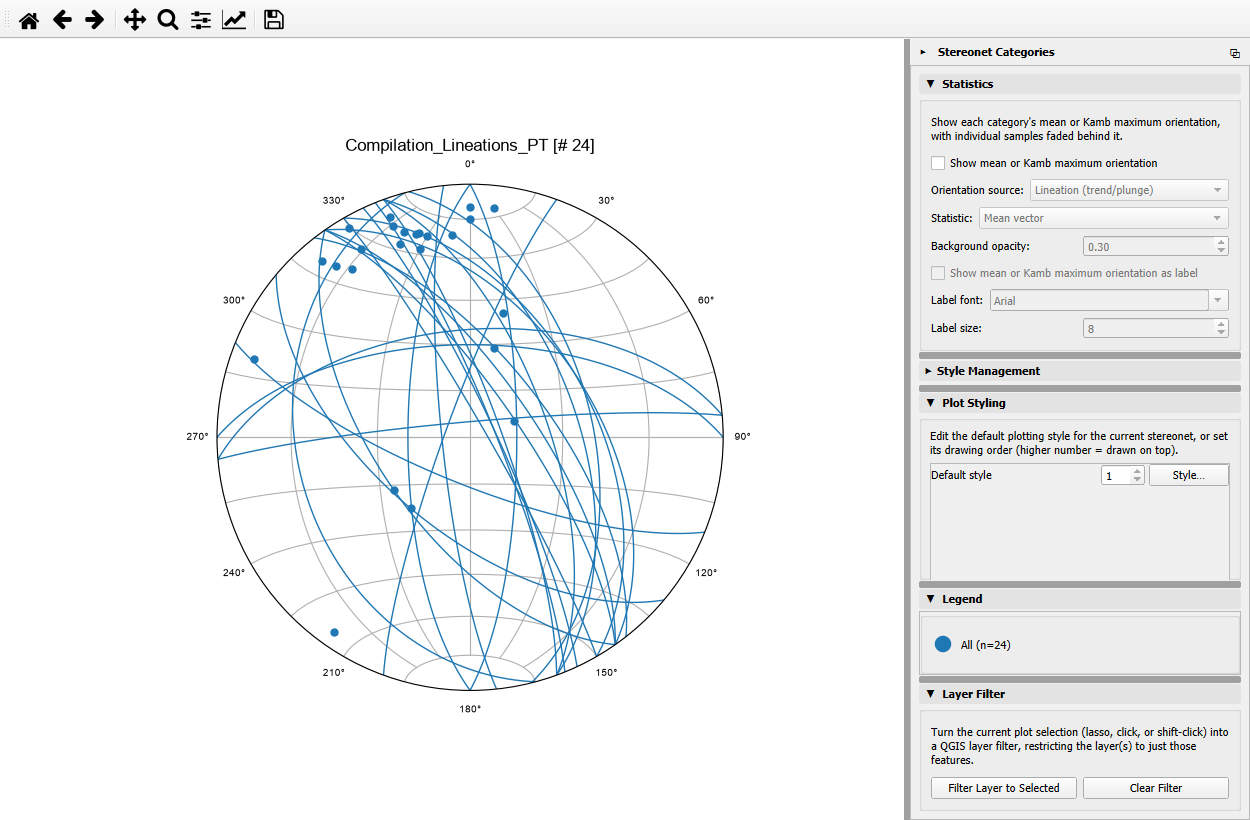 Stereonet Categories
Statistics
Show each category's mean or Kamb maximum orientation,
with individual samples faded behind it.
Show mean or Kamb maximum orientation
Orientation source: Lineation (trend/plunge)
Statistic: Mean vector
Background opacity: 0.30
Show mean or Kamb maximum orientation as label
Label font: Arial
Label size: 8
Style Management
Plot Styling
Edit the default plotting style for the current stereonet, or set
its drawing order (higher number = drawn on top).
Default style 1 Style...
Legend
All (n=24)
Layer Filter
Turn the current plot selection (lasso, click, or shift-click) into
a QGIS layer filter, restricting the layer(s) to just those
features.
Filter Layer to Selected Clear Filter
Compilation_Lineations_PT [# 24]
0°
330° 30°
300° 60°
270° 90°
240° 120°
210° 150°
180°